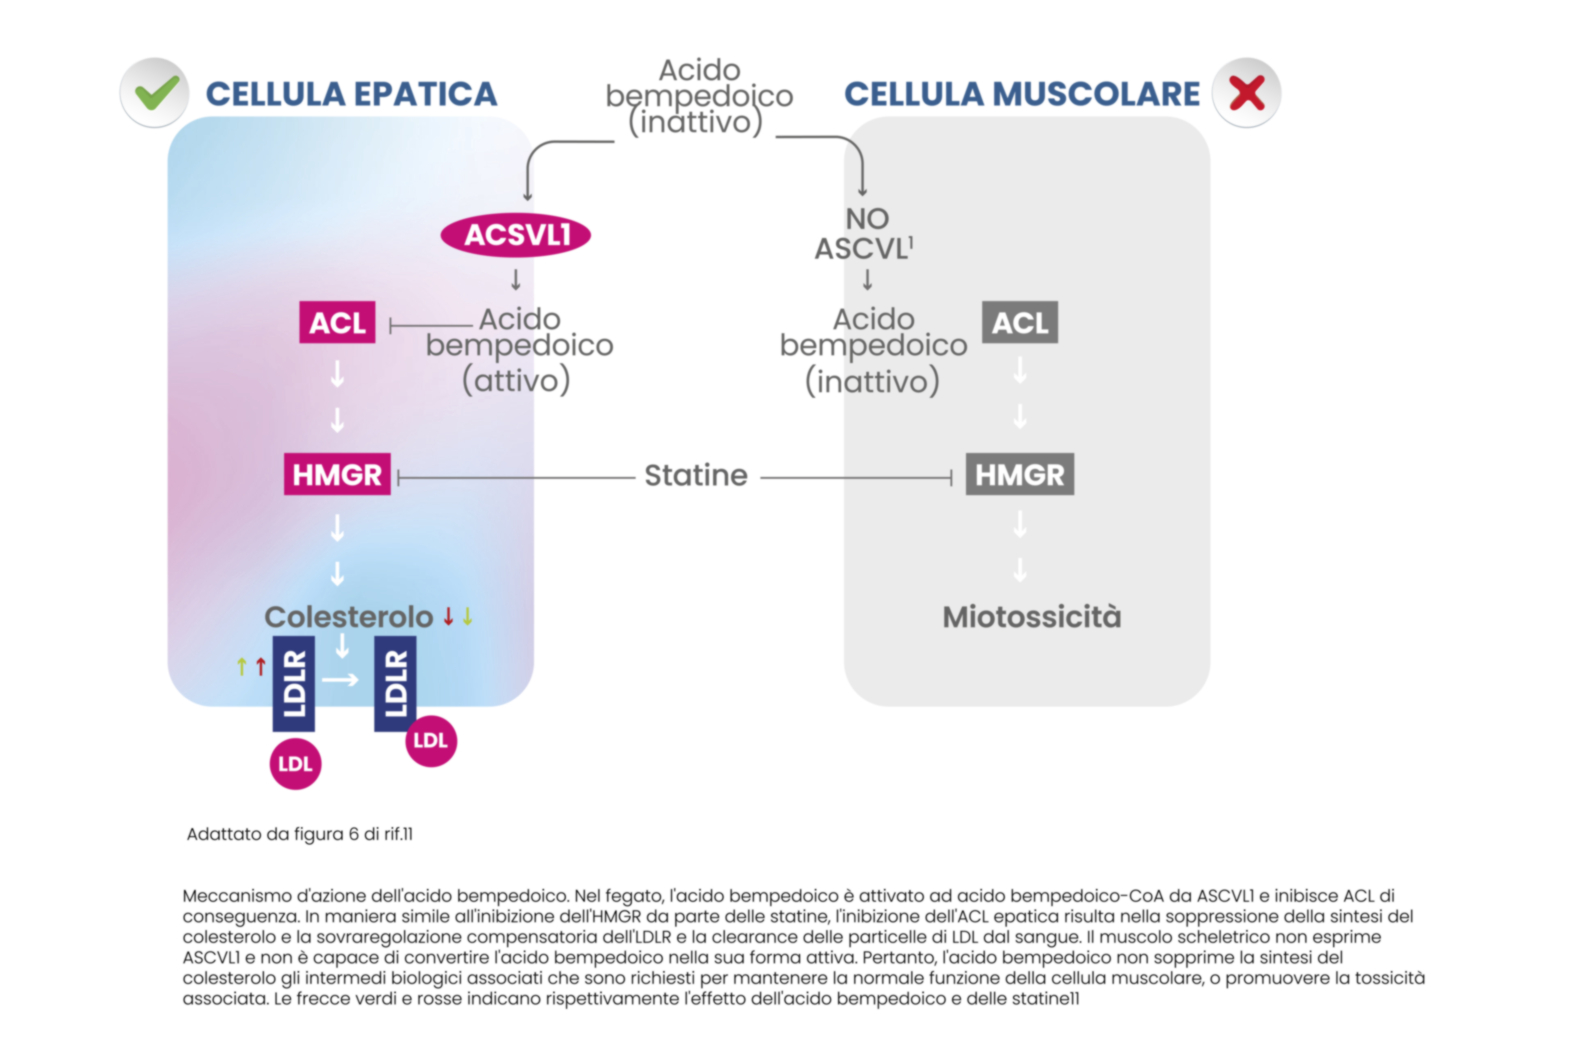 CELLULA EPATICA
Acido
bempedoico
(inattivo)
CELLULA MUSCOLARE
ACSVL1
NO
ASCVL¹
ACL
Acido
bempedoico
(attivo)
Acido
bempedoico
(inattivo)
ACL
HMGR
Statine
HMGR
Colesterolo
Miotossicità
LDLR
LDLR
LDL
LDL
Adattato da figura 6 di rif.11
Meccanismo d'azione dell'acido bempedoico. Nel fegato, l'acido bempedoico è attivato ad acido bempedoico-CoA da ASCVL1 e inibisce ACL di
conseguenza. In maniera simile all'inibizione dell'HMGR da parte delle statine, l'inibizione dell'ACL epatica risulta nella soppressione della sintesi del
colesterolo e la sovraregolazione compensatoria dell'LDLR e la clearance delle particelle di LDL dal sangue. Il muscolo scheletrico non esprime
ASCVL1 e non è capace di convertire l'acido bempedoico nella sua forma attiva. Pertanto, l'acido bempedoico non sopprime la sintesi del
colesterolo gli intermedi biologici associati che sono richiesti per mantenere la normale funzione della cellula muscolare, o promuovere la tossicità
associata. Le frecce verdi e rosse indicano rispettivamente l'effetto dell'acido bempedoico e delle statine11